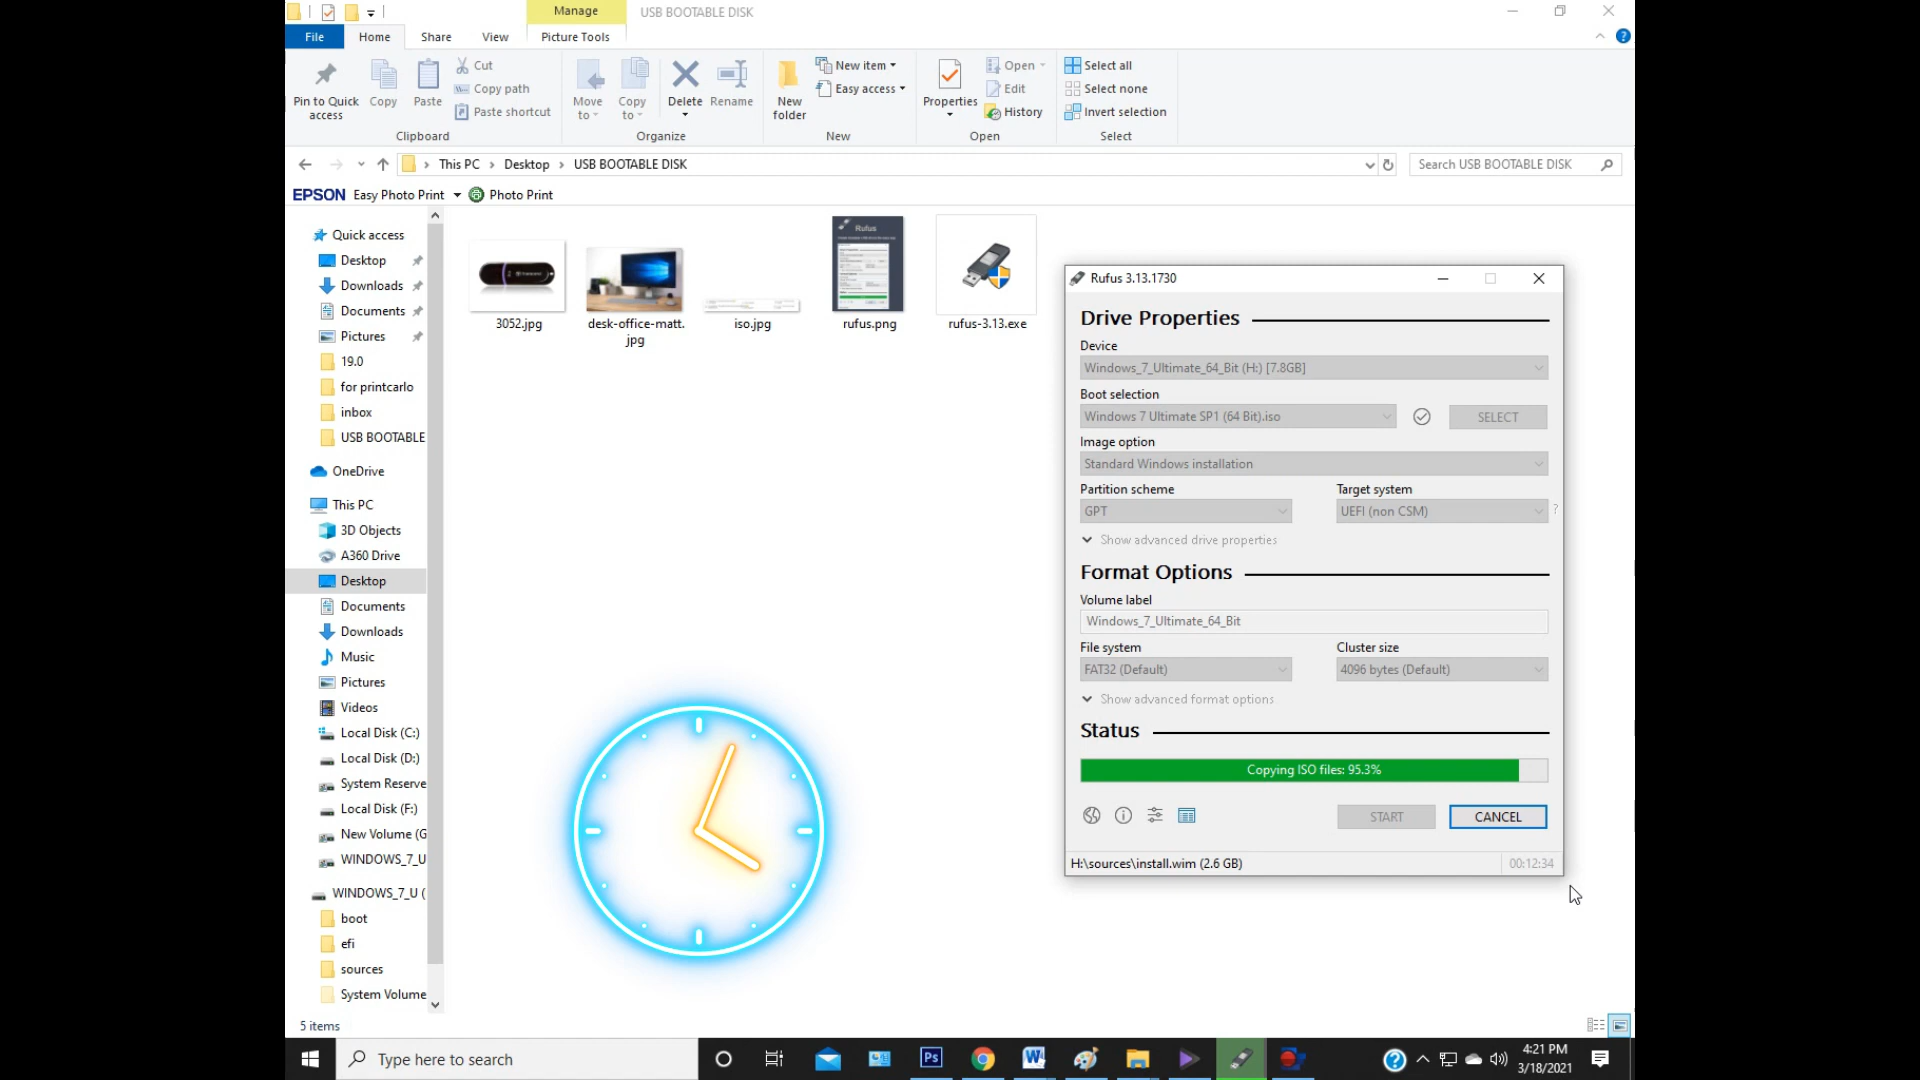 Manage
USB BOOTABLE DISK
File
Home
Share
View
Picture Tools
Pin to Quick access
Copy
Paste
Cut
Copy path
Paste shortcut
Clipboard
Move to
Copy to
Delete
Rename
Organize
New folder
New item
Easy access
New
Properties
Open
Edit
History
Open
Select all
Select none
Invert selection
Select
This PC > Desktop > USB BOOTABLE DISK
Search USB BOOTABLE DISK
EPSON Easy Photo Print
Photo Print
Quick access
Desktop
Downloads
Documents
Pictures
19.0
for printcarlo
inbox
USB BOOTABLE
OneDrive
This PC
3D Objects
A360 Drive
Desktop
Documents
Downloads
Music
Pictures
Videos
Local Disk (C:)
Local Disk (D:)
System Reserve
Local Disk (F:)
New Volume (G
WINDOWS_7_U
WINDOWS_7_U (
boot
efi
sources
System Volume
5 items
3052.jpg
desk-office-matt.
jpg
iso.jpg
Rufus
rufus.png
rufus-3.13.exe
Rufus 3.13.1730
Drive Properties
Device
Windows_7_Ultimate_64_Bit (H:) [7.8GB]
Boot selection
Windows 7 Ultimate SP1 (64 Bit).iso
SELECT
Image option
Standard Windows installation
Partition scheme
Target system
GPT
UEFI (non CSM)
?
Show advanced drive properties
Format Options
Volume label
Windows_7_Ultimate_64_Bit
File system
Cluster size
FAT32 (Default)
4096 bytes (Default)
Show advanced format options
Status
Copying ISO files: 95.3%
START
CANCEL
H:\sources\install.wim (2.6 GB)
00:12:34
Type here to search
Ps
W
4:21 PM
3/18/2021